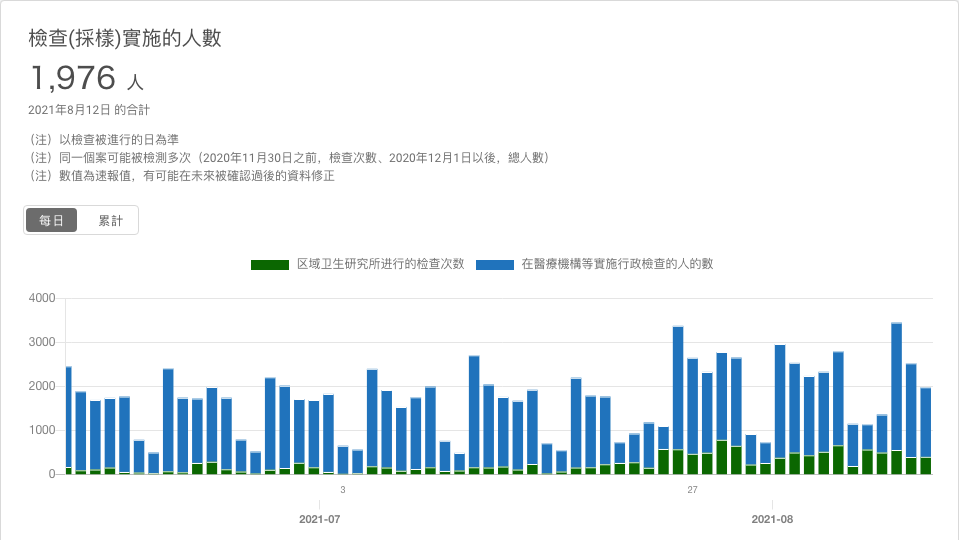 檢查(採樣)實施的人數
1,976 人
2021年8月12日 的合計
（注）以檢查被進行的日為準
（注）同一個案可能被檢測多次（2020年11月30日之前，檢查次數、2020年12月1日以後，總人數）
（注）數值為速報值，有可能在未來被確認過後的資料修正
每日 累計
区域卫生研究所进行的检查次数 在醫療機構等實施行政檢查的人的數
4000
3000
2000
1000
0
3 27
2021-07 2021-08